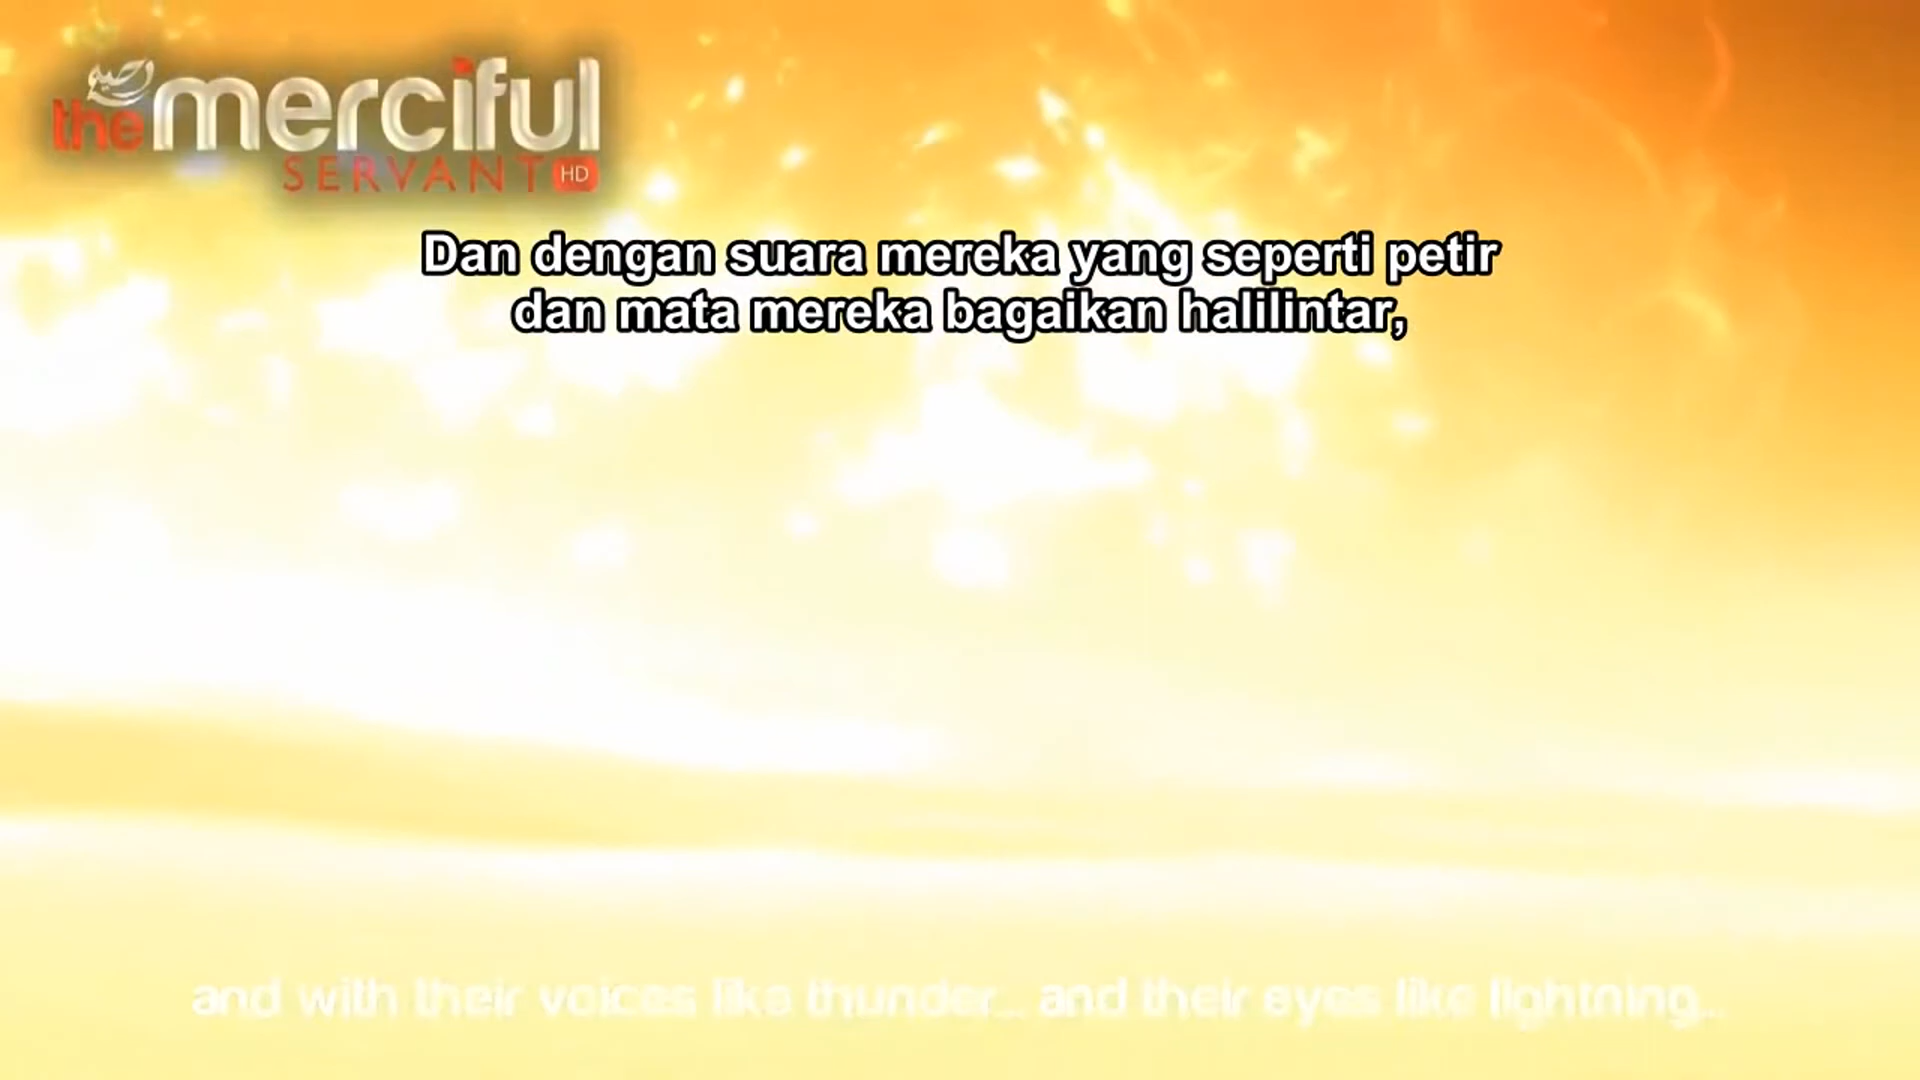 the merciful
SERVANT HD
Dan dengan suara mereka yang seperti petir
dan mata mereka bagaikan halilintar,
and with their voices like thunder... and their eyes like lightning...